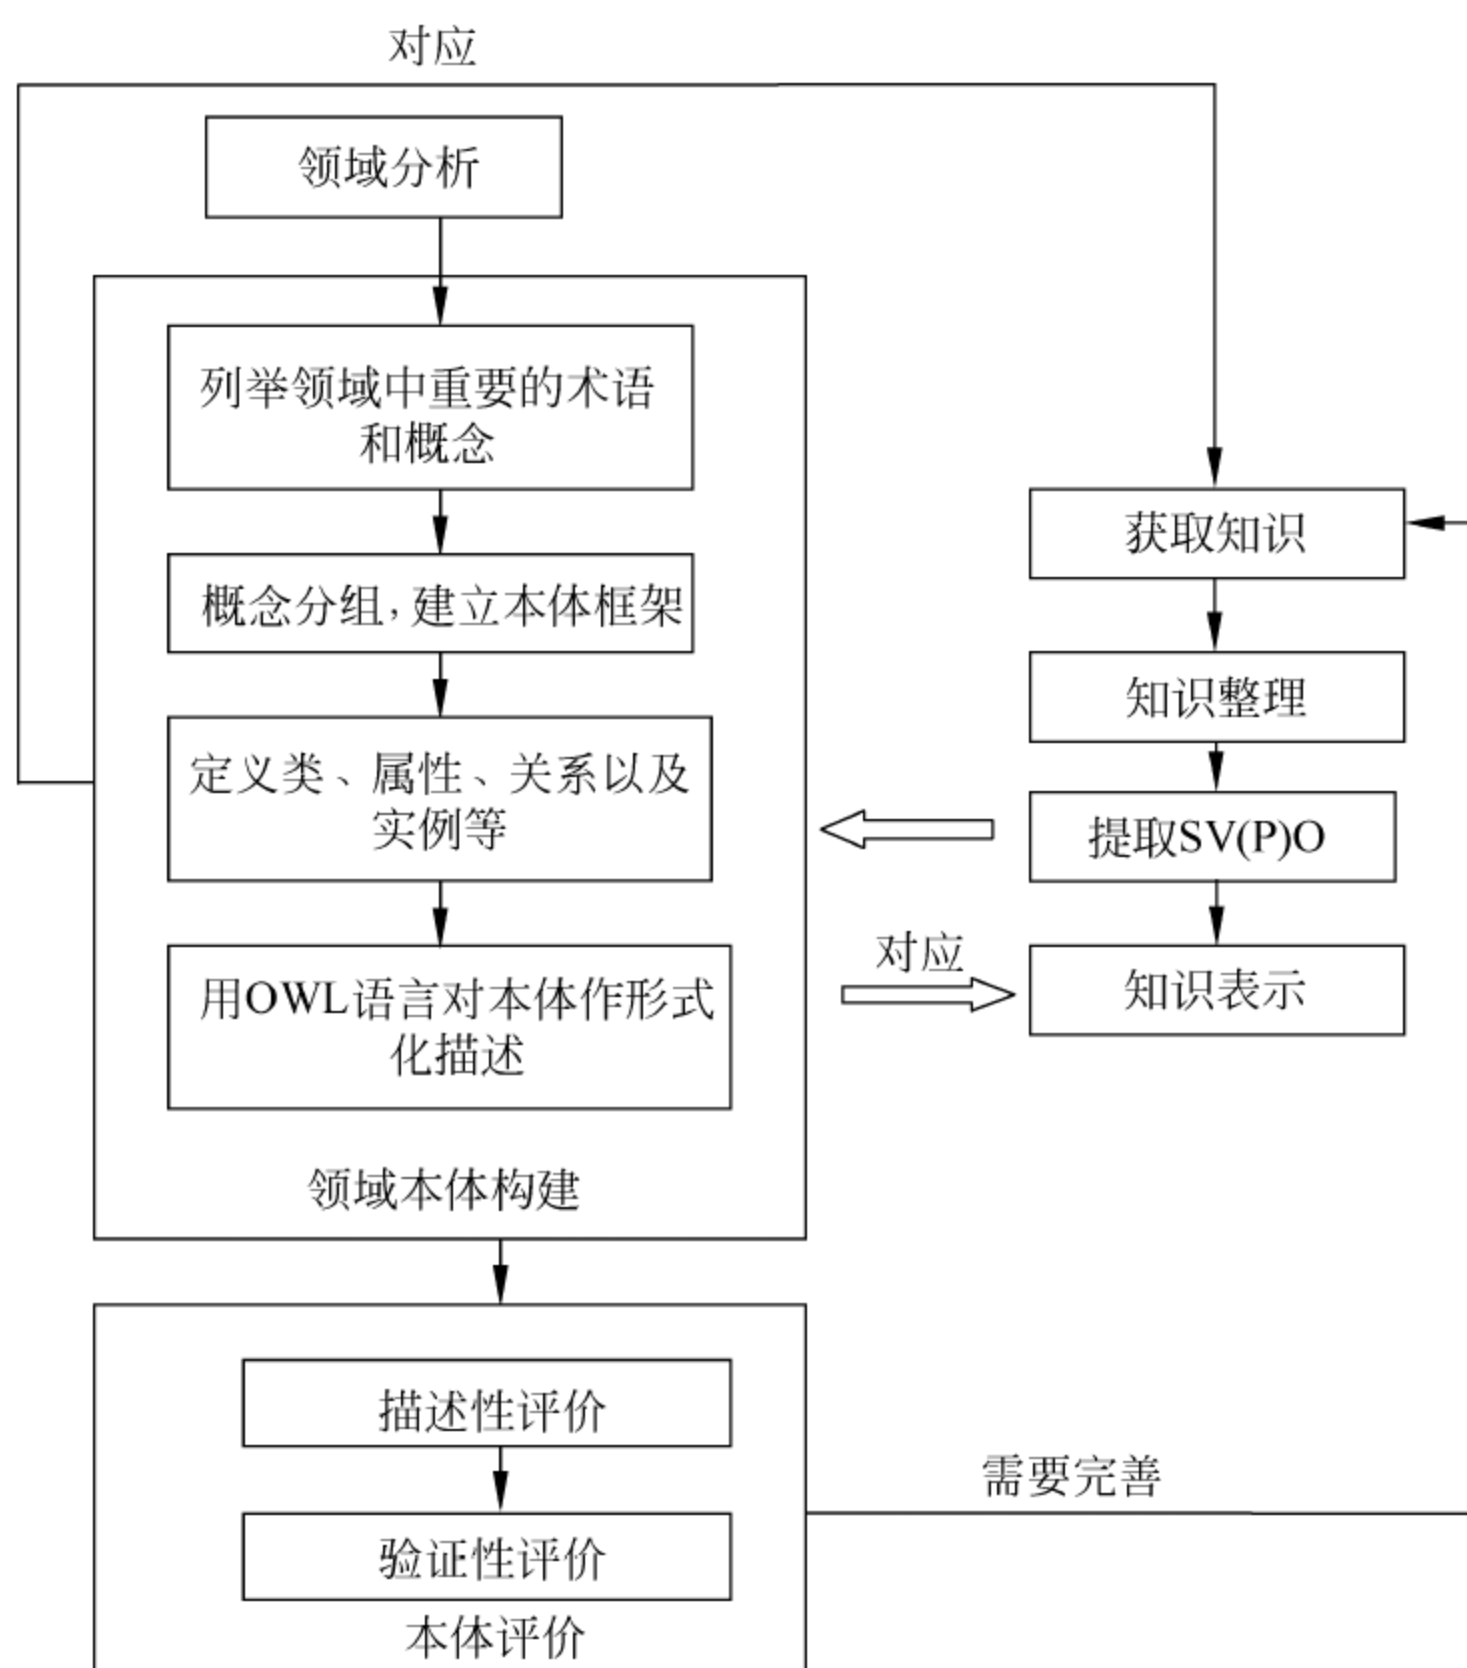 对应
领域分析
列举领域中重要的术语
和概念
概念分组，建立本体框架
定义类、属性、关系以及
实例等
用OWL语言对本体作形式
化描述
领域本体构建
获取知识
知识整理
提取SV(P)O
对应
知识表示
描述性评价
验证性评价
本体评价
需要完善